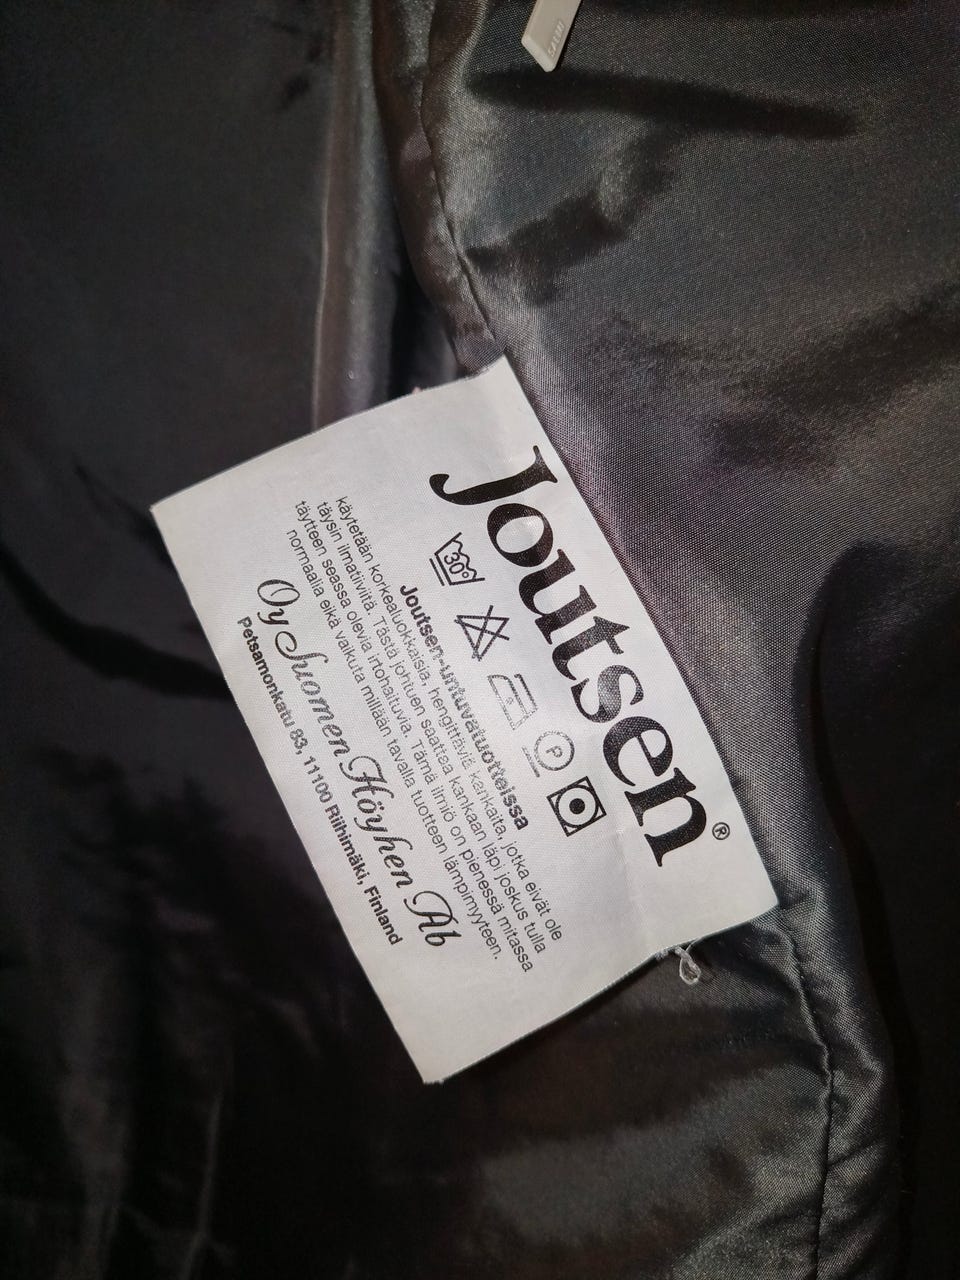 Joutsen®
30°
P
Joutsen-untuvatuotteissa
käytetään korkealuokkaisia, hengittäviä kankaita, jotka eivät ole
täysin ilmatiiviitä. Tästä johtuen saattaa kankaan läpi joskus tulla
täytteen seassa olevia irtohaituvia. Tämä ilmiö on pienessä mitassa
normaalia eikä vaikuta millään tavalla tuotteen lämpimyyteen.
Oy Suomen Höyhen Ab
Petsamonkatu 83, 11100 Riihimäki, Finland